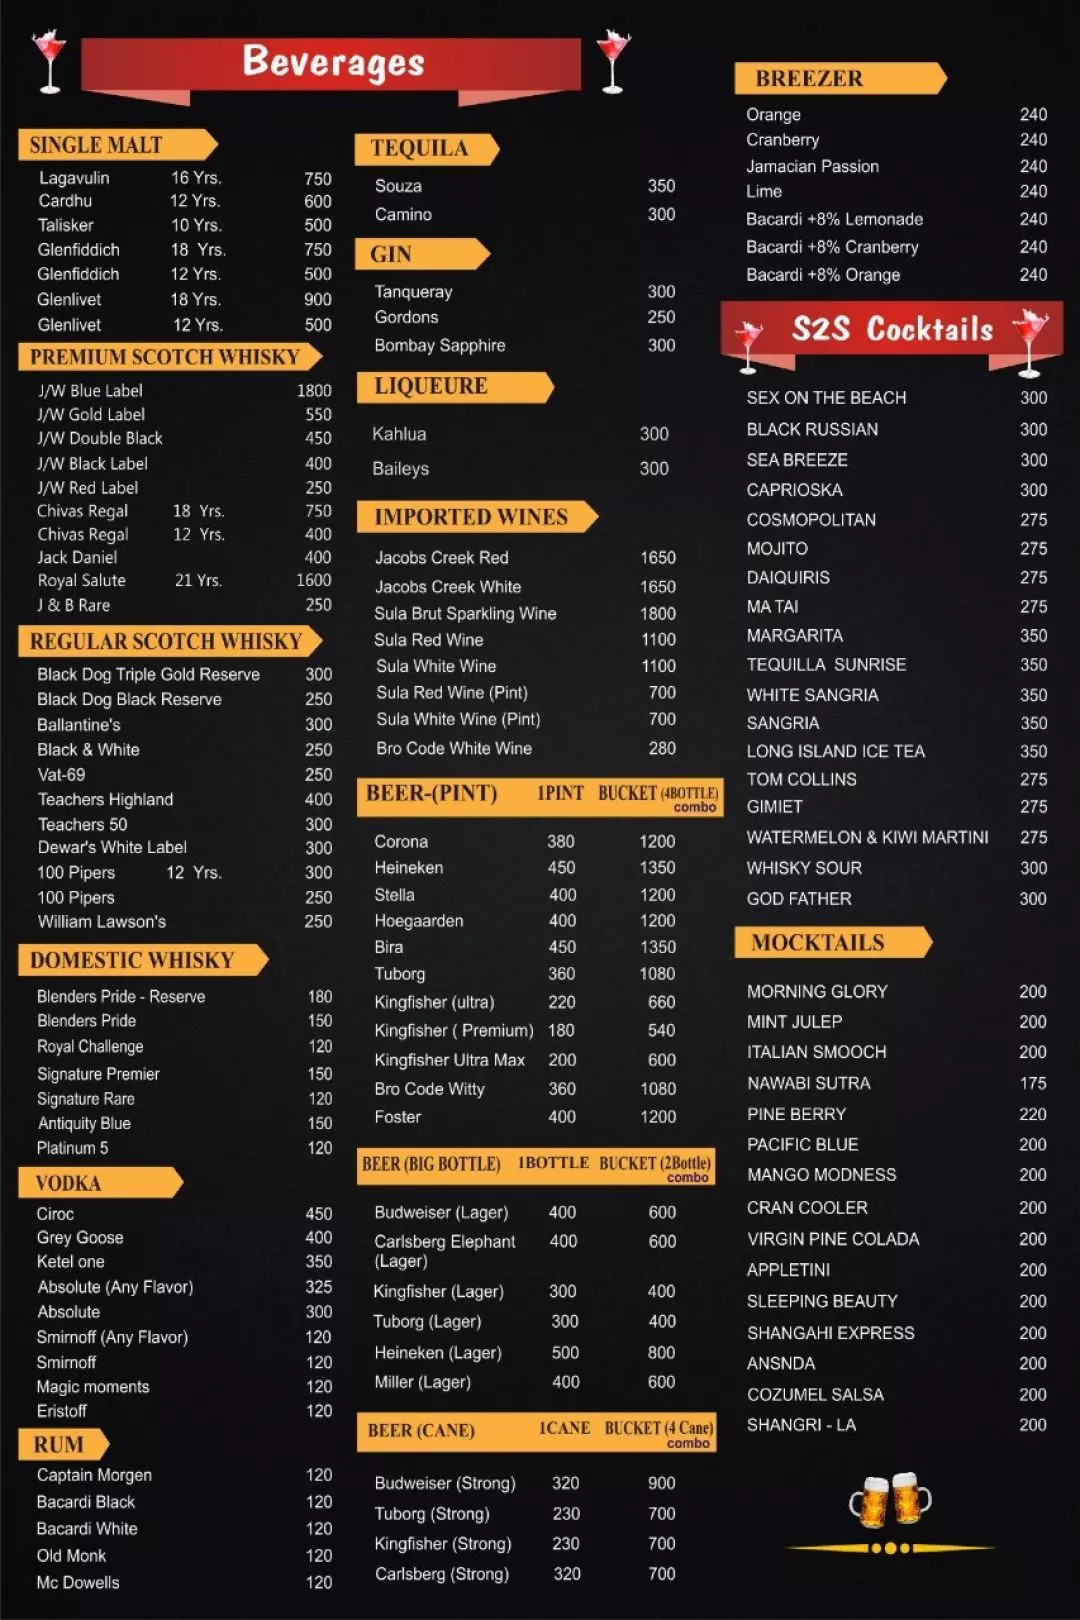 Beverages
SINGLE MALT
Lagavulin 16 Yrs. 750
Cardhu 12 Yrs. 600
Talisker 10 Yrs. 500
Glenfiddich 18 Yrs. 750
Glenfiddich 12 Yrs. 500
Glenlivet 18 Yrs. 900
Glenlivet 12 Yrs. 500
PREMIUM SCOTCH WHISKY
J/W Blue Label 1800
J/W Gold Label 550
J/W Double Black 450
J/W Black Label 400
J/W Red Label 250
Chivas Regal 18 Yrs. 750
Chivas Regal 12 Yrs. 400
Jack Daniel 400
Royal Salute 21 Yrs. 1600
J & B Rare 250
REGULAR SCOTCH WHISKY
Black Dog Triple Gold Reserve 300
Black Dog Black Reserve 250
Ballantine's 300
Black & White 250
Vat-69 250
Teachers Highland 400
Teachers 50 300
Dewar's White Label 300
100 Pipers 12 Yrs. 300
100 Pipers 250
William Lawson's 250
DOMESTIC WHISKY
Blenders Pride - Reserve 180
Blenders Pride 150
Royal Challenge 120
Signature Premier 150
Signature Rare 120
Antiquity Blue 150
Platinum 5 120
VODKA
Ciroc 450
Grey Goose 400
Ketel one 350
Absolute (Any Flavor) 325
Absolute 300
Smirnoff (Any Flavor) 120
Smirnoff 120
Magic moments 120
Eristoff 120
RUM
Captain Morgen 120
Bacardi Black 120
Bacardi White 120
Old Monk 120
Mc Dowells 120
TEQUILA
Souza 350
Camino 300
GIN
Tanqueray 300
Gordons 250
Bombay Sapphire 300
LIQUEURE
Kahlua 300
Baileys 300
IMPORTED WINES
Jacobs Creek Red 1650
Jacobs Creek White 1650
Sula Brut Sparkling Wine 1800
Sula Red Wine 1100
Sula White Wine 1100
Sula Red Wine (Pint) 700
Sula White Wine (Pint) 700
Bro Code White Wine 280
BEER-(PINT) 1PINT BUCKET (4BOTTLE)
combo
Corona 380 1200
Heineken 450 1350
Stella 400 1200
Hoegaarden 400 1200
Bira 450 1350
Tuborg 360 1080
Kingfisher (ultra) 220 660
Kingfisher ( Premium) 180 540
Kingfisher Ultra Max 200 600
Bro Code Witty 360 1080
Foster 400 1200
BEER (BIG BOTTLE) 1BOTTLE BUCKET (2Bottle)
combo
Budweiser (Lager) 400 600
Carlsberg Elephant 400 600
(Lager)
Kingfisher (Lager) 300 400
Tuborg (Lager) 300 400
Heineken (Lager) 500 800
Miller (Lager) 400 600
BEER (CANE) 1CANE BUCKET (4 Cane)
combo
Budweiser (Strong) 320 900
Tuborg (Strong) 230 700
Kingfisher (Strong) 230 700
Carlsberg (Strong) 320 700
BREEZER
Orange 240
Cranberry 240
Jamacian Passion 240
Lime 240
Bacardi +8% Lemonade 240
Bacardi +8% Cranberry 240
Bacardi +8% Orange 240
S2S Cocktails
SEX ON THE BEACH 300
BLACK RUSSIAN 300
SEA BREEZE 300
CAPRIOSKA 300
COSMOPOLITAN 275
MOJITO 275
DAIQUIRIS 275
MA TAI 275
MARGARITA 350
TEQUILLA SUNRISE 350
WHITE SANGRIA 350
SANGRIA 350
LONG ISLAND ICE TEA 350
TOM COLLINS 275
GIMIET 275
WATERMELON & KIWI MARTINI 275
WHISKY SOUR 300
GOD FATHER 300
MOCKTAILS
MORNING GLORY 200
MINT JULEP 200
ITALIAN SMOOCH 200
NAWABI SUTRA 175
PINE BERRY 220
PACIFIC BLUE 200
MANGO MODNESS 200
CRAN COOLER 200
VIRGIN PINE COLADA 200
APPLETINI 200
SLEEPING BEAUTY 200
SHANGAHI EXPRESS 200
ANSNDA 200
COZUMEL SALSA 200
SHANGRI - LA 200